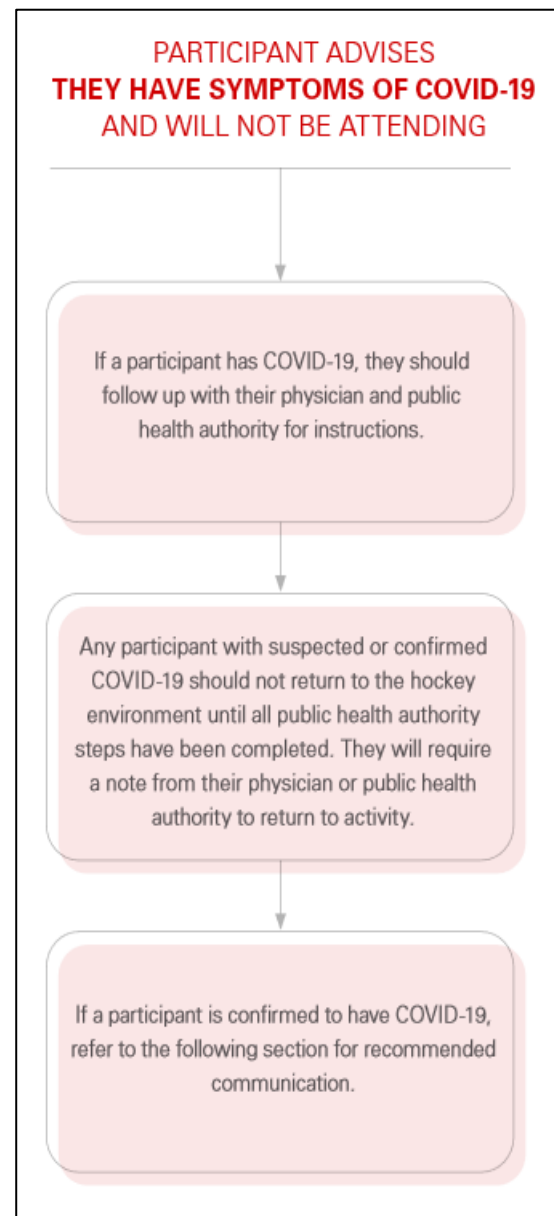 PARTICIPANT ADVISES
THEY HAVE SYMPTOMS OF COVID-19
AND WILL NOT BE ATTENDING
If a participant has COVID-19, they should
follow up with their physician and public
health authority for instructions.
Any participant with suspected or confirmed
COVID-19 should not return to the hockey
environment until all public health authority
steps have been completed. They will require
a note from their physician or public health
authority to return to activity.
If a participant is confirmed to have COVID-19,
refer to the following section for recommended
communication.